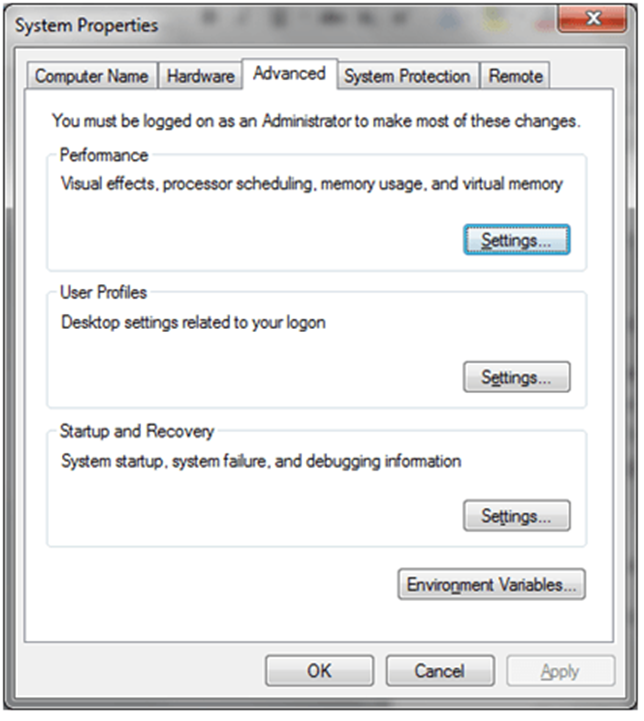 System Properties
Computer Name Hardware Advanced System Protection Remote
You must be logged on as an Administrator to make most of these changes.
Performance
Visual effects, processor scheduling, memory usage, and virtual memory
Settings...
User Profiles
Desktop settings related to your logon
Settings...
Startup and Recovery
System startup, system failure, and debugging information
Settings...
Environment Variables...
OK Cancel Apply